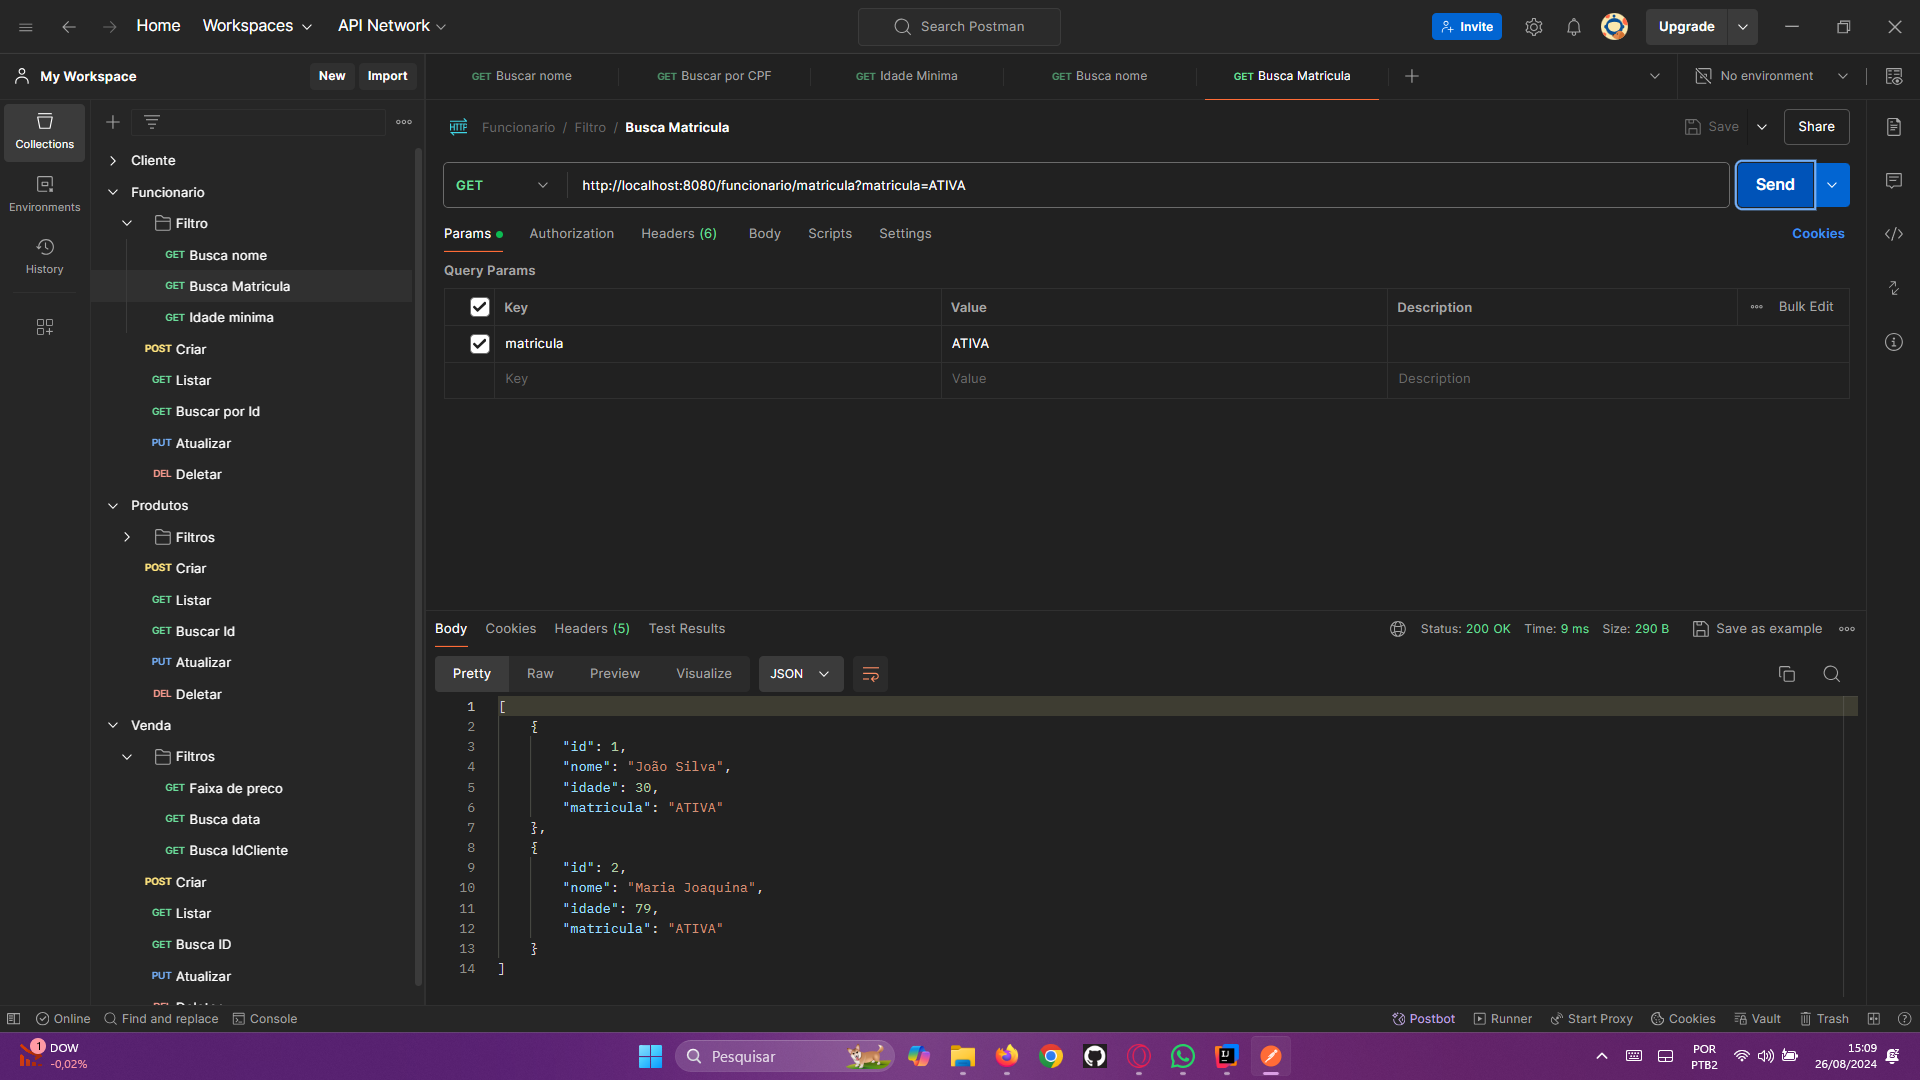 Home
Workspaces
API Network
Search Postman
Invite
Upgrade
My Workspace
New
Import
GET Buscar nome
GET Buscar por CPF
GET Idade Minima
GET Busca nome
GET Busca Matricula
No environment
Collections
Environments
History
Cliente
Funcionario
Filtro
GET Busca nome
GET Busca Matricula
GET Idade minima
POST Criar
GET Listar
GET Buscar por Id
PUT Atualizar
DEL Deletar
Produtos
Filtros
POST Criar
GET Listar
GET Buscar Id
PUT Atualizar
DEL Deletar
Venda
Filtros
GET Faixa de preco
GET Busca data
GET Busca IdCliente
POST Criar
GET Listar
GET Busca ID
PUT Atualizar
HTTP Funcionario / Filtro / Busca Matricula
Save
Share
GET
http://localhost:8080/funcionario/matricula?matricula=ATIVA
Send
Params
Authorization
Headers (6)
Body
Scripts
Settings
Cookies
Query Params
Key Value Description
Bulk Edit
matricula ATIVA
Key Value Description
Body Cookies Headers (5) Test Results
Status: 200 OK Time: 9 ms Size: 290 B
Save as example
Pretty Raw Preview Visualize
JSON
1 [
2 {
3 "id": 1,
4 "nome": "João Silva",
5 "idade": 30,
6 "matricula": "ATIVA"
7 },
8 {
9 "id": 2,
10 "nome": "Maria Joaquina",
11 "idade": 79,
12 "matricula": "ATIVA"
13 }
14 ]
Online
Find and replace
Console
Postbot
Runner
Start Proxy
Cookies
Vault
Trash
1
DOW
-0,02%
Pesquisar
POR
PTB2
15:09
26/08/2024